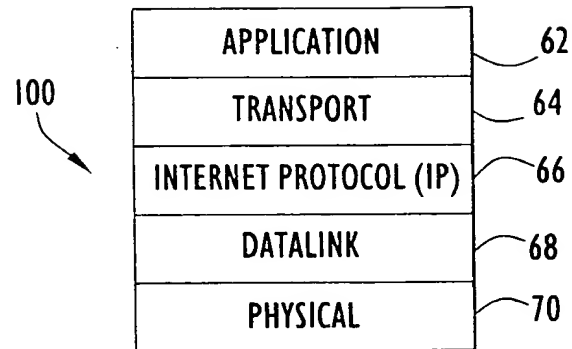 APPLICATION 62
100
TRANSPORT 64
INTERNET PROTOCOL (IP) 66
DATALINK 68
PHYSICAL 70